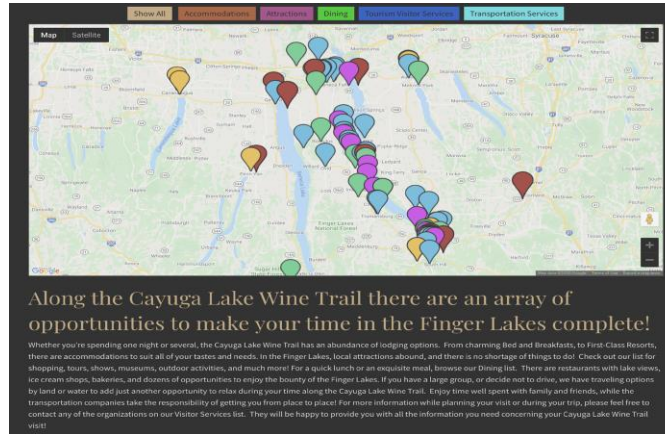 Show All Accommodations Attractions Dining Tourism Visitor Services Transportation Services
Map Satellite
Syracuse
Finger Lakes
National Forest
Google
Along the Cayuga Lake Wine Trail there are an array of
opportunities to make your time in the Finger Lakes complete!
Whether you're spending one night or several, the Cayuga Lake Wine Trail has an abundance of lodging options. From charming Bed and Breakfasts, to First-Class Resorts,
there are accommodations to suit all of your tastes and needs. In the Finger Lakes, local attractions abound, and there is no shortage of things to do! Check out our list for
shopping, tours, shows, museums, outdoor activities, and much more! For a quick lunch or an exquisite meal, browse our Dining list. There are restaurants with lake views,
ice cream shops, bakeries, and dozens of opportunities to enjoy the bounty of the Finger Lakes. If you have a large group, or decide not to drive, we have traveling options
by land or water to add just another opportunity to relax during your time along the Cayuga Lake Wine Trail. Enjoy time well spent with family and friends, while the
transportation companies take the responsibility of getting you from place to place! For more information while planning your visit or during your trip, please feel free to
contact any of the organizations on our Visitor Services list. They will be happy to provide you with all the information you need concerning your Cayuga Lake Wine Trail
visit!